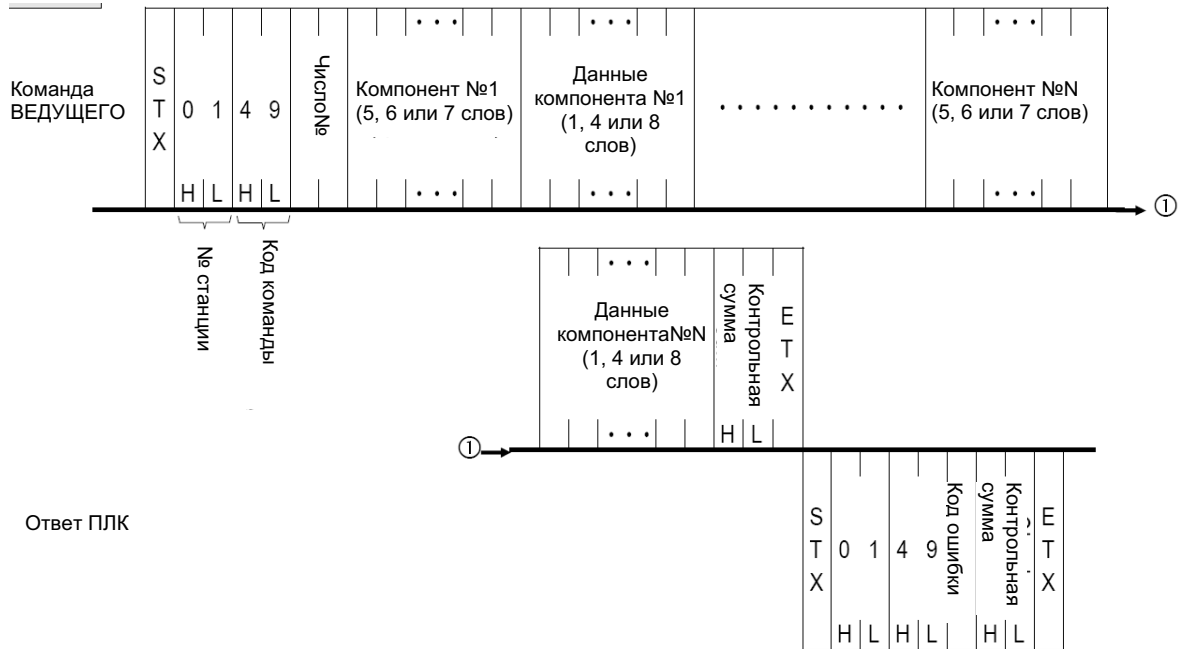 Команда
ВЕДУЩЕГО
S
T
X
0 1 4 9
H L H L
Число№
Компонент №1
(5, 6 или 7 слов)
Данные
компонента №1
(1, 4 или 8
слов)
Компонент №N
(5, 6 или 7 слов)
①
№ станции
Код команды
Данные
компонента№N
(1, 4 или 8
слов)
Контрольная
сумма
H L
E
T
X
①
Ответ ПЛК
S
T
X
0 1 4 9
H L H L
Код ошибки
Контрольная
сумма
H L
E
T
X